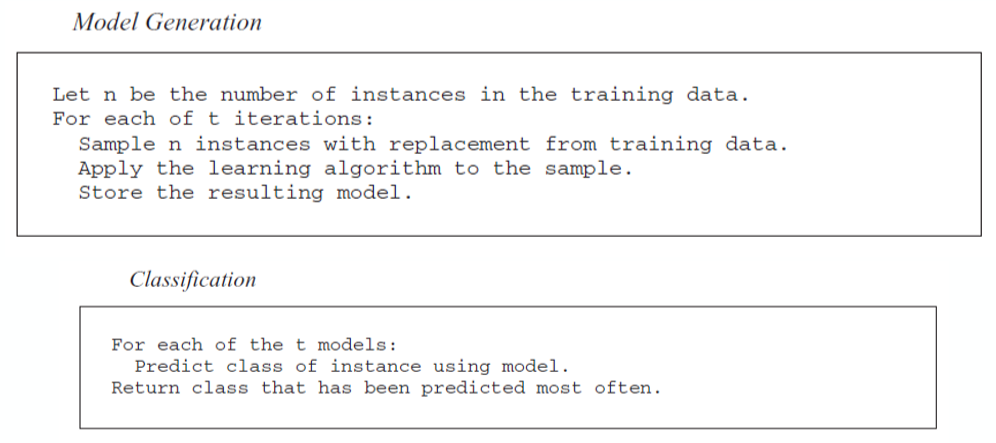 Model Generation
Let n be the number of instances in the training data.
For each of t iterations:
Sample n instances with replacement from training data.
Apply the learning algorithm to the sample.
Store the resulting model.
Classification
For each of the t models:
Predict class of instance using model.
Return class that has been predicted most often.